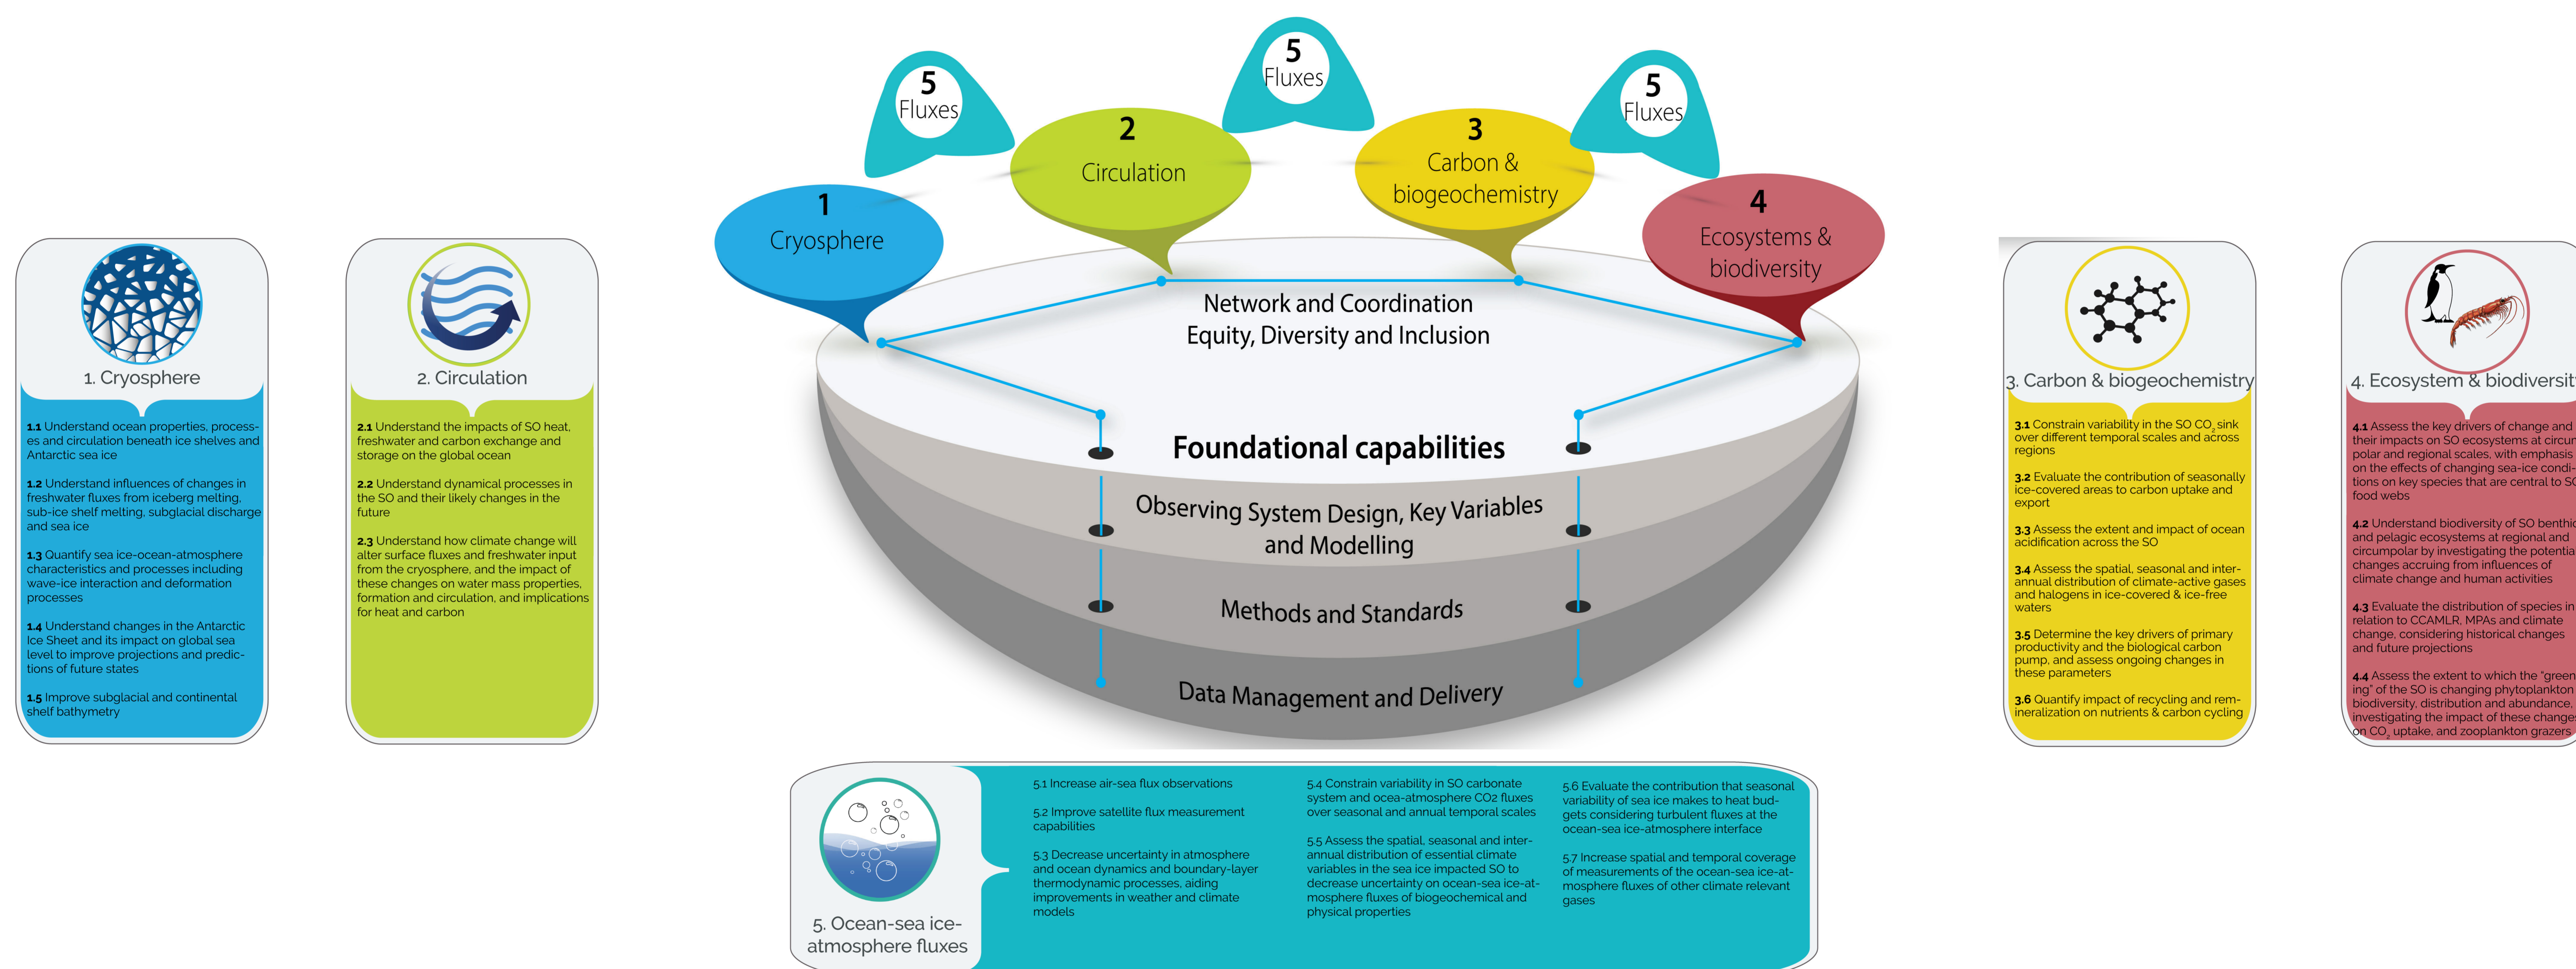 5
Fluxes
5
Fluxes
5
Fluxes
1
Cryosphere
2
Circulation
3
Carbon &
biogeochemistry
4
Ecosystems &
biodiversity
Network and Coordination
Equity, Diversity and Inclusion
Foundational capabilities
Observing System Design, Key Variables
and Modelling
Methods and Standards
Data Management and Delivery
1. Cryosphere
1.1 Understand ocean properties, process-
es and circulation beneath ice shelves and
Antarctic sea ice
1.2 Understand influences of changes in
freshwater fluxes from iceberg melting,
sub-ice shelf melting, subglacial discharge
and sea ice
1.3 Quantify sea ice-ocean-atmosphere
characteristics and processes including
wave-ice interaction and deformation
processes
1.4 Understand changes in the Antarctic
Ice Sheet and its impact on global sea
level to improve projections and predic-
tions of future states
1.5 Improve subglacial and continental
shelf bathymetry
2. Circulation
2.1 Understand the impacts of SO heat,
freshwater and carbon exchange and
storage on the global ocean
2.2 Understand dynamical processes in
the SO and their likely changes in the
future
2.3 Understand how climate change will
alter surface fluxes and freshwater input
from the cryosphere, and the impact of
these changes on water mass properties,
formation and circulation, and implications
for heat and carbon
3. Carbon & biogeochemistry
3.1 Constrain variability in the SO CO₂ sink
over different temporal scales and across
regions
3.2 Evaluate the contribution of seasonally
ice-covered areas to carbon uptake and
export
3.3 Assess the extent and impact of ocean
acidification across the SO
3.4 Assess the spatial, seasonal and inter-
annual distribution of climate-active gases
and halogens in ice-covered & ice-free
waters
3.5 Determine the key drivers of primary
productivity and the biological carbon
pump, and assess ongoing changes in
these parameters
3.6 Quantify impact of recycling and rem-
ineralization on nutrients & carbon cycling
4. Ecosystem & biodiversit
4.1 Assess the key drivers of change and
their impacts on SO ecosystems at circum
polar and regional scales, with emphasis
on the effects of changing sea-ice condi-
tions on key species that are central to SO
food webs
4.2 Understand biodiversity of SO benthic
and pelagic ecosystems at regional and
circumpolar by investigating the potentia
changes accruing from influences of
climate change and human activities
4.3 Evaluate the distribution of species in
relation to CCAMLR, MPAs and climate
change, considering historical changes
and future projections
4.4 Assess the extent to which the "green
ing" of the SO is changing phytoplankton
biodiversity, distribution and abundance,
investigating the impact of these changes
on CO₂ uptake, and zooplankton grazers
5. Ocean-sea ice-
atmosphere fluxes
5.1 Increase air-sea flux observations
5.2 Improve satellite flux measurement
capabilities
5.3 Decrease uncertainty in atmosphere
and ocean dynamics and boundary-layer
thermodynamic processes, aiding
improvements in weather and climate
models
5.4 Constrain variability in SO carbonate
system and ocea-atmosphere CO2 fluxes
over seasonal and annual temporal scales
5.5 Assess the spatial, seasonal and inter-
annual distribution of essential climate
variables in the sea ice impacted SO to
decrease uncertainty on ocean-sea ice-at-
mosphere fluxes of biogeochemical and
physical properties
5.6 Evaluate the contribution that seasonal
variability of sea ice makes to heat bud-
gets considering turbulent fluxes at the
ocean-sea ice-atmosphere interface
5.7 Increase spatial and temporal coverage
of measurements of the ocean-sea ice-at-
mosphere fluxes of other climate relevant
gases